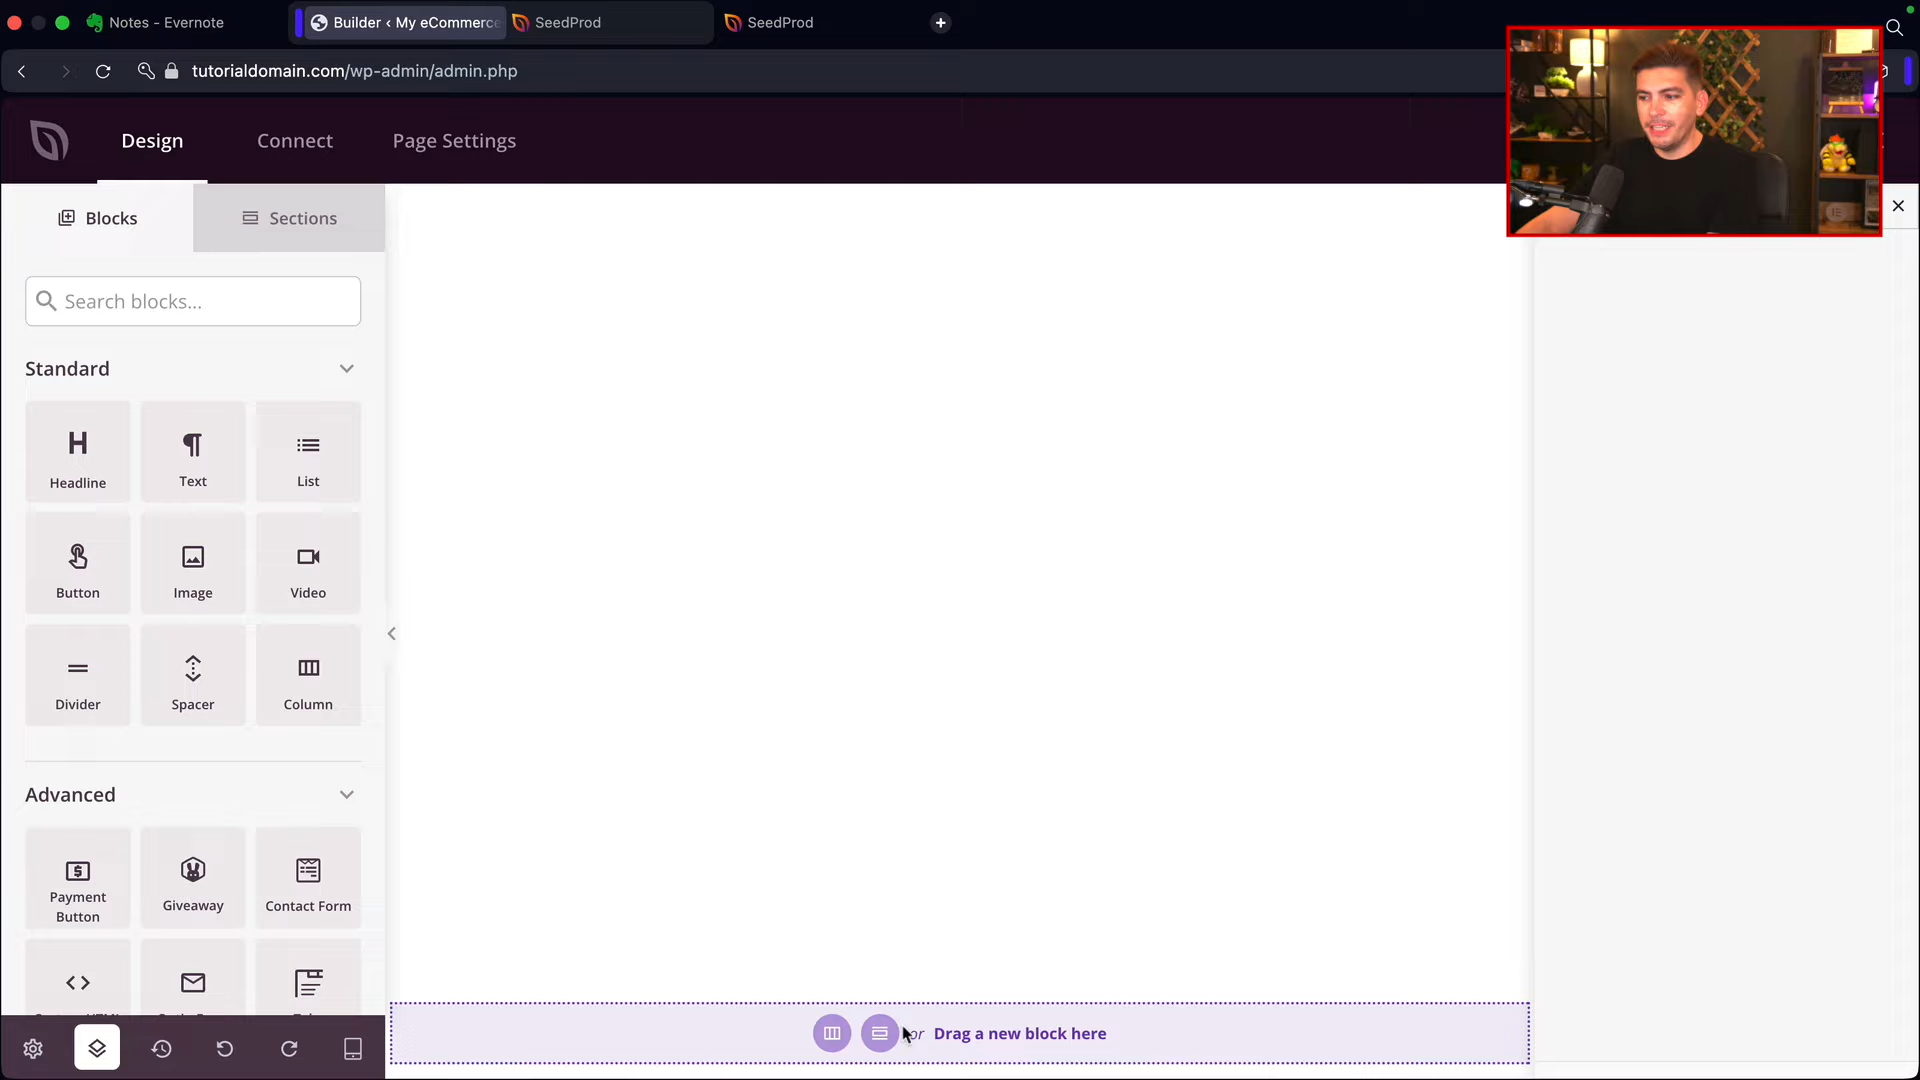 Notes - Evernote
Builder ‹ My eCommerce
SeedProd
SeedProd
tutorialdomain.com/wp-admin/admin.php
Design
Connect
Page Settings
Blocks
Sections
Search blocks...
Standard
Headline
Text
List
Button
Image
Video
Divider
Spacer
Column
Advanced
Payment
Button
Giveaway
Contact Form
or Drag a new block here